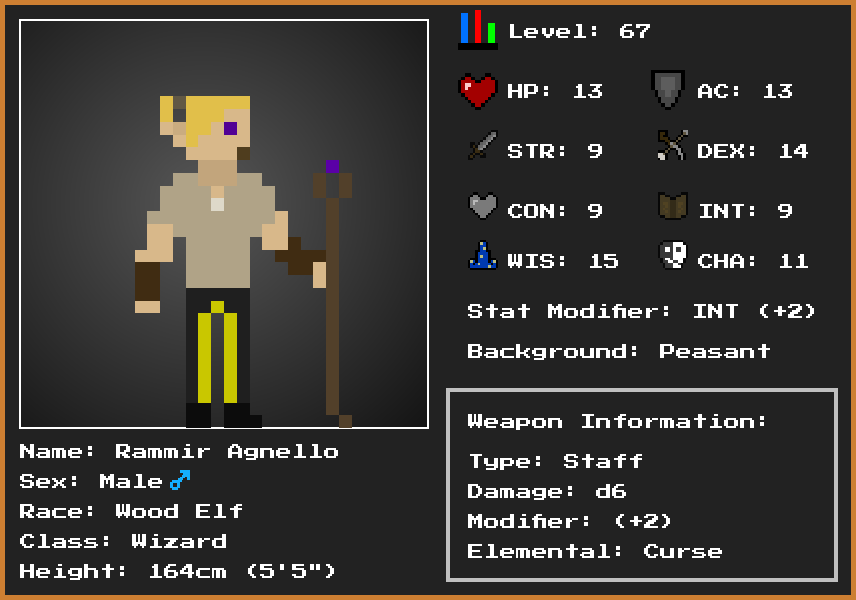 Level: 67
HP: 13 AC: 13
STR: 9 DEX: 14
CON: 9 INT: 9
WIS: 15 CHA: 11
Stat Modifier: INT (+2)
Background: Peasant
Weapon Information:
Type: Staff
Damage: d6
Modifier: (+2)
Elemental: Curse
Name: Rammir Agnello
Sex: Male ♂
Race: Wood Elf
Class: Wizard
Height: 164cm (5'5")